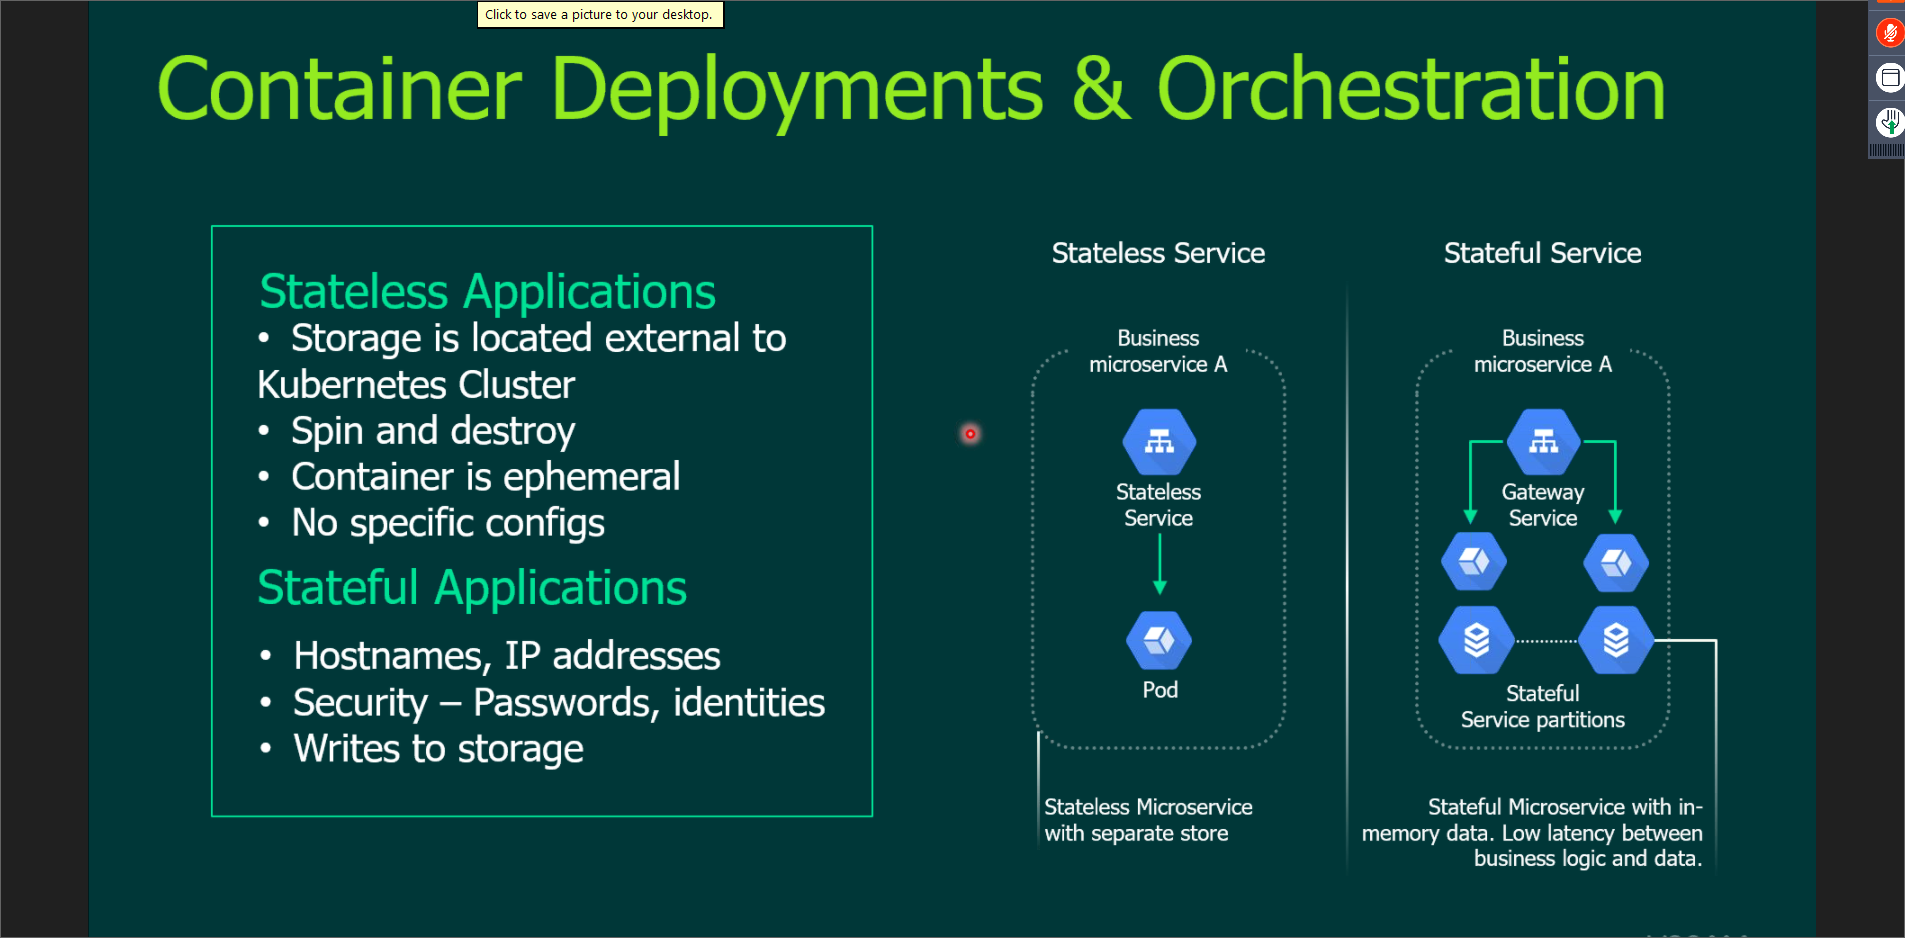 Click to save a picture to your desktop.
Container Deployments & Orchestration
Stateless Applications
• Storage is located external to
Kubernetes Cluster
• Spin and destroy
• Container is ephemeral
• No specific configs
Stateful Applications
• Hostnames, IP addresses
• Security – Passwords, identities
• Writes to storage
Stateless Service
Business
microservice A
Stateless
Service
Pod
Stateless Microservice
with separate store
Stateful Service
Business
microservice A
Gateway
Service
Stateful
Service partitions
Stateful Microservice with in-
memory data. Low latency between
business logic and data.